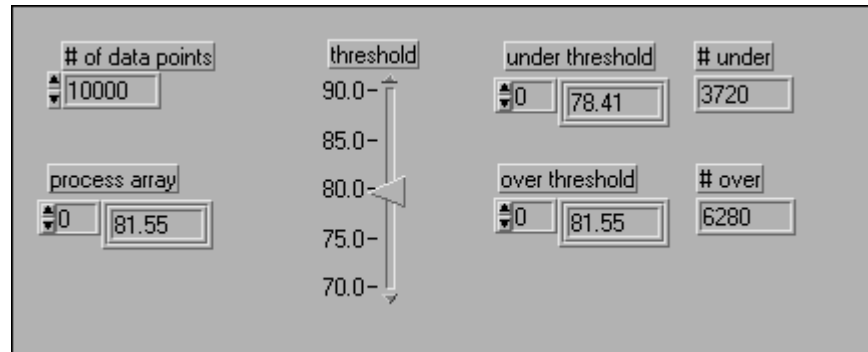 # of data points
10000
process array
0 81.55
threshold
90.0-
85.0-
80.0-
75.0-
70.0-
under threshold
0 78.41
# under
3720
over threshold
0 81.55
# over
6280